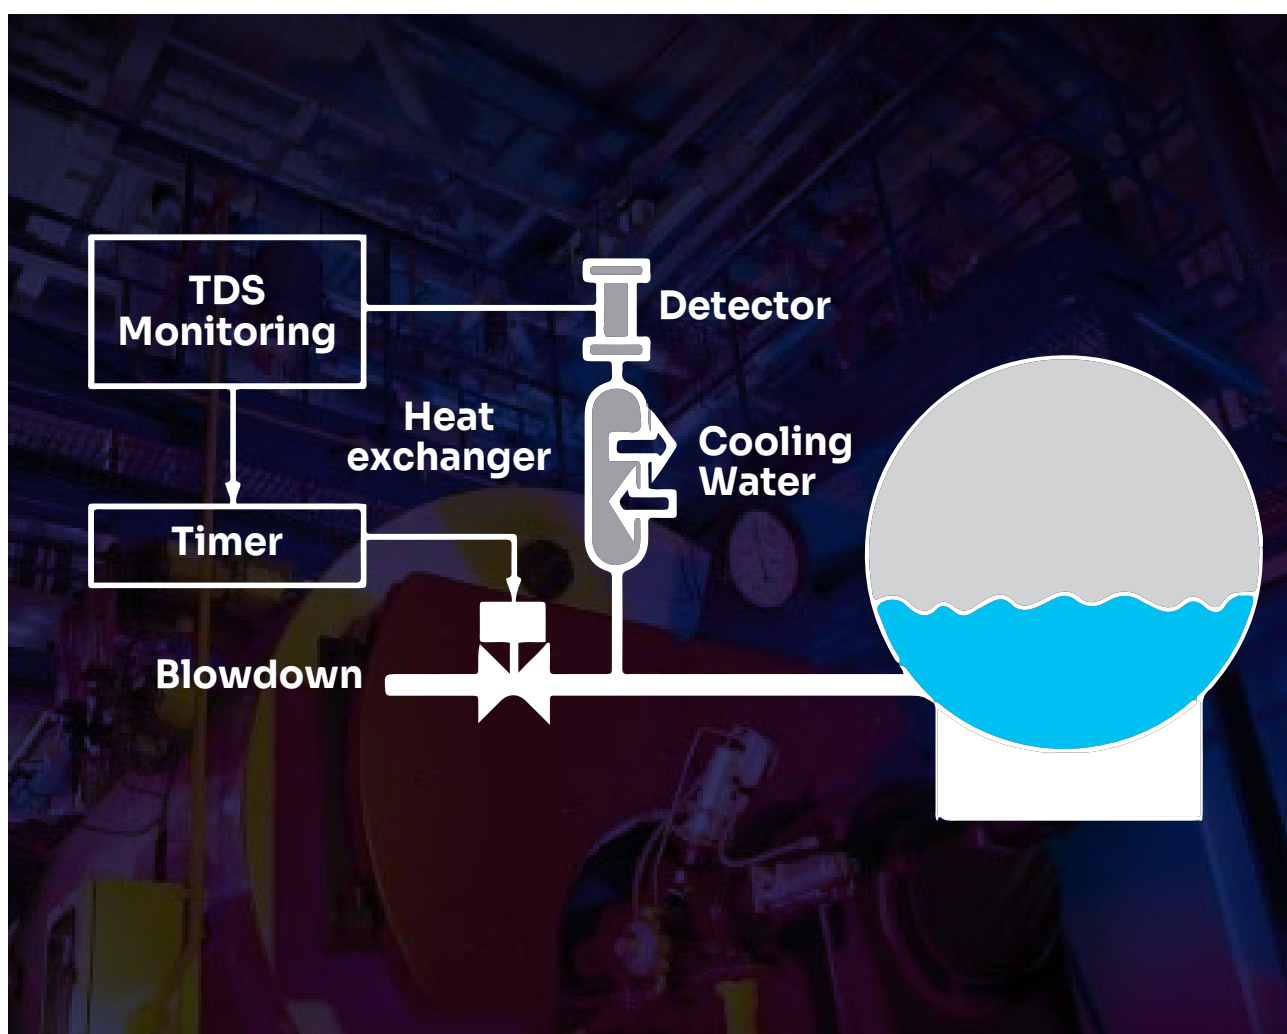 TDS
Monitoring
Detector
Heat
exchanger
Cooling
Water
Timer
Blowdown